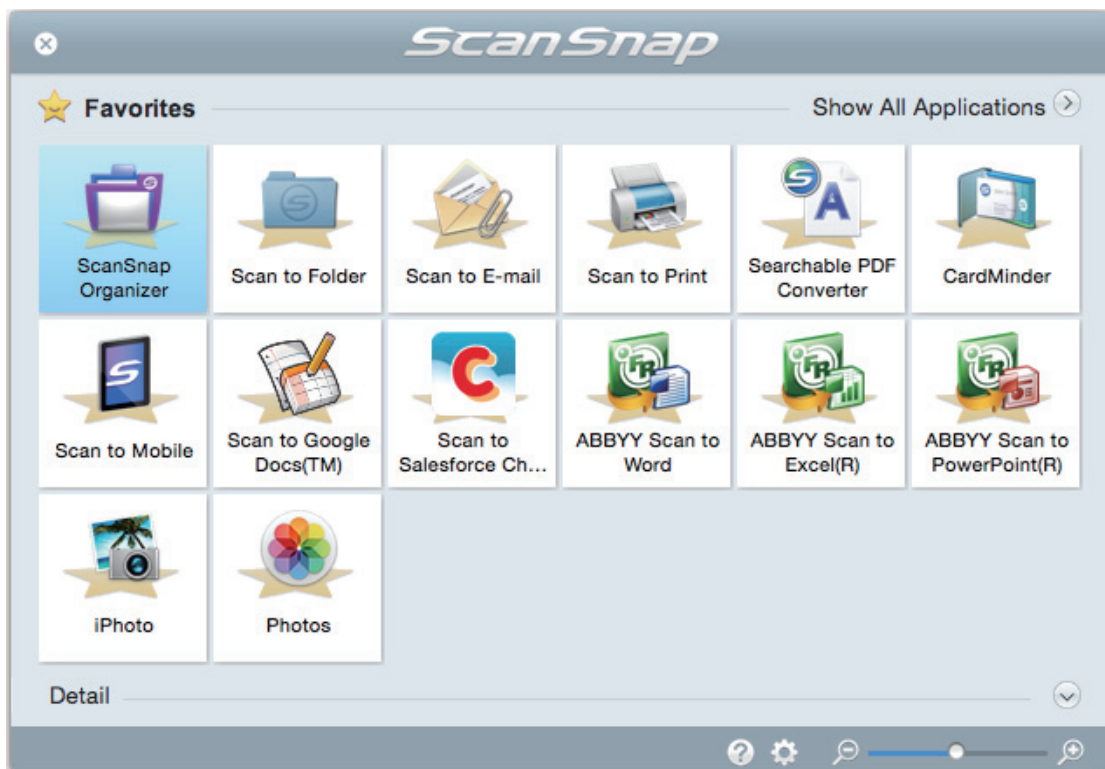 ScanSnap
Favorites
Show All Applications
ScanSnap
Organizer
Scan to Folder
Scan to E-mail
Scan to Print
Searchable PDF
Converter
CardMinder
Scan to Mobile
Scan to Google
Docs(TM)
Scan to
Salesforce Ch...
ABBYY Scan to
Word
ABBYY Scan to
Excel(R)
ABBYY Scan to
PowerPoint(R)
iPhoto
Photos
Detail